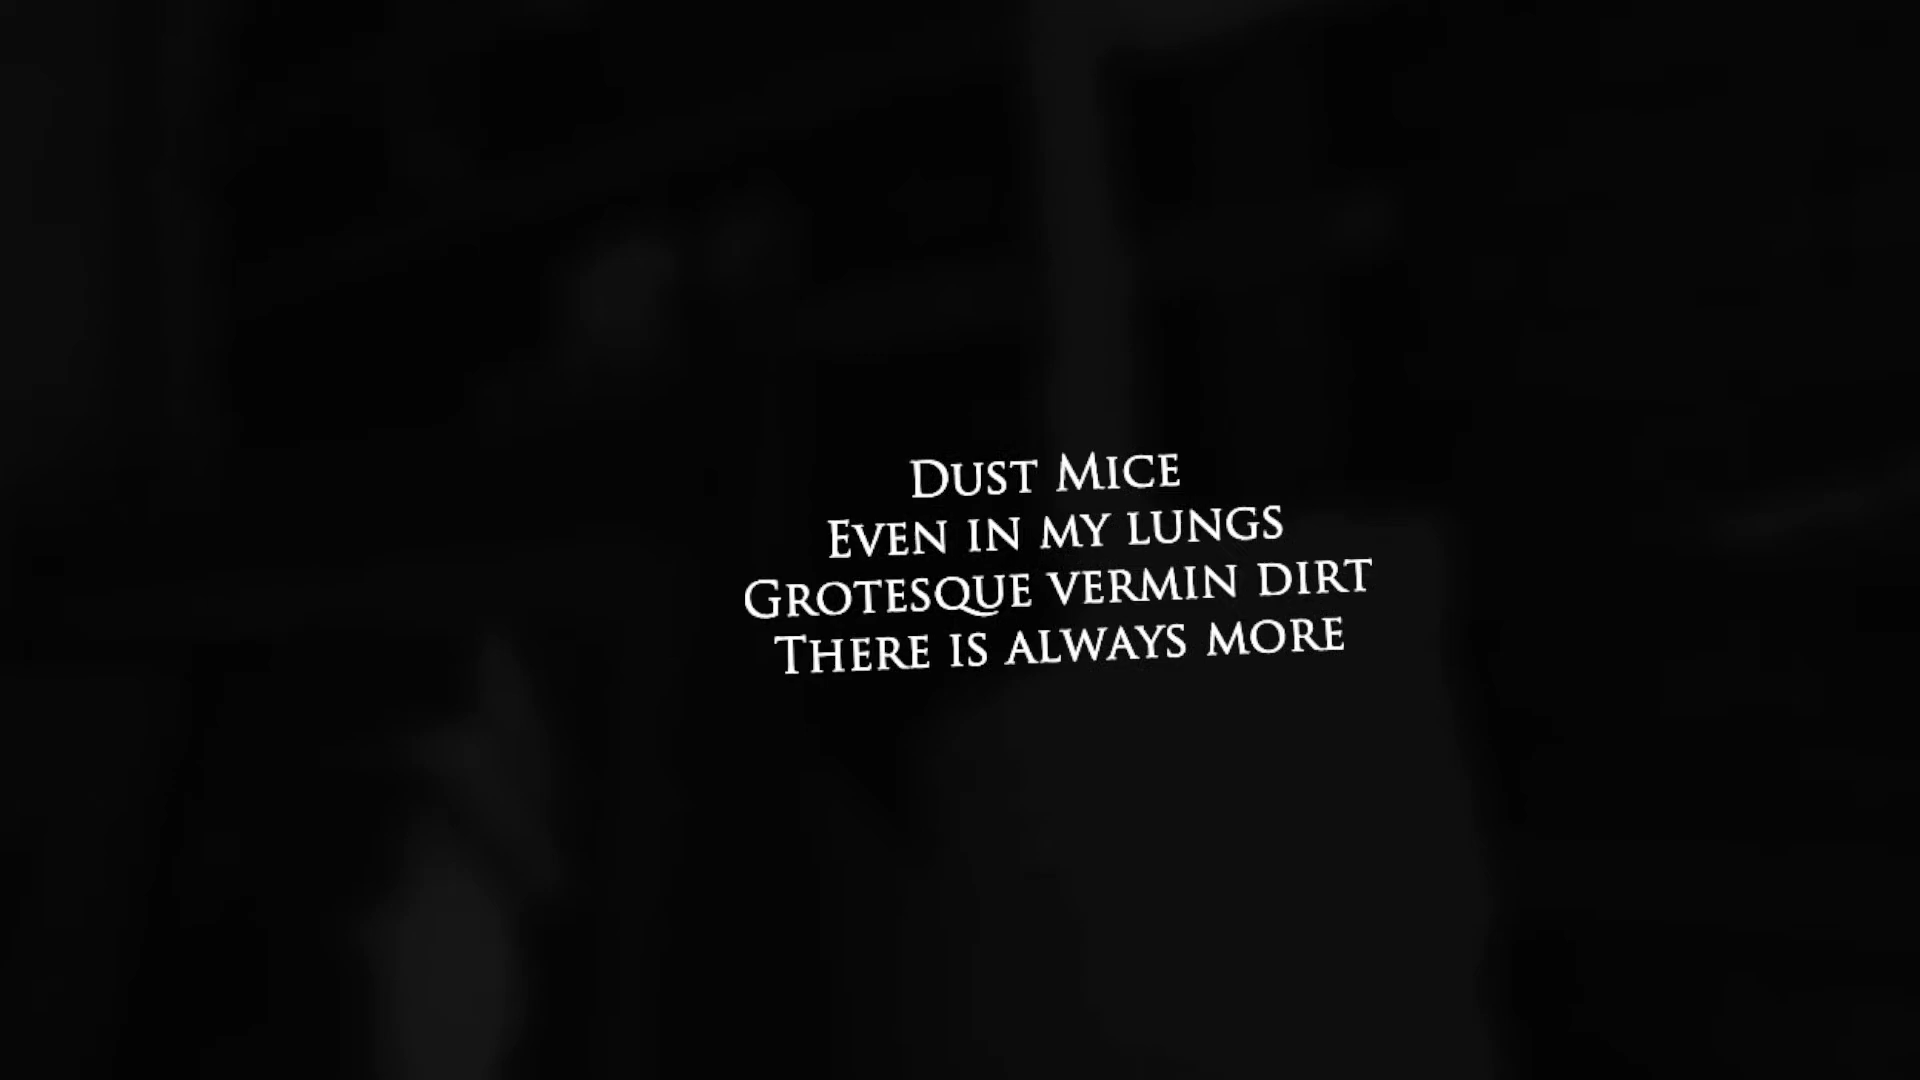 Dust Mice
Even in my lungs
Grotesque vermin dirt
There is always more